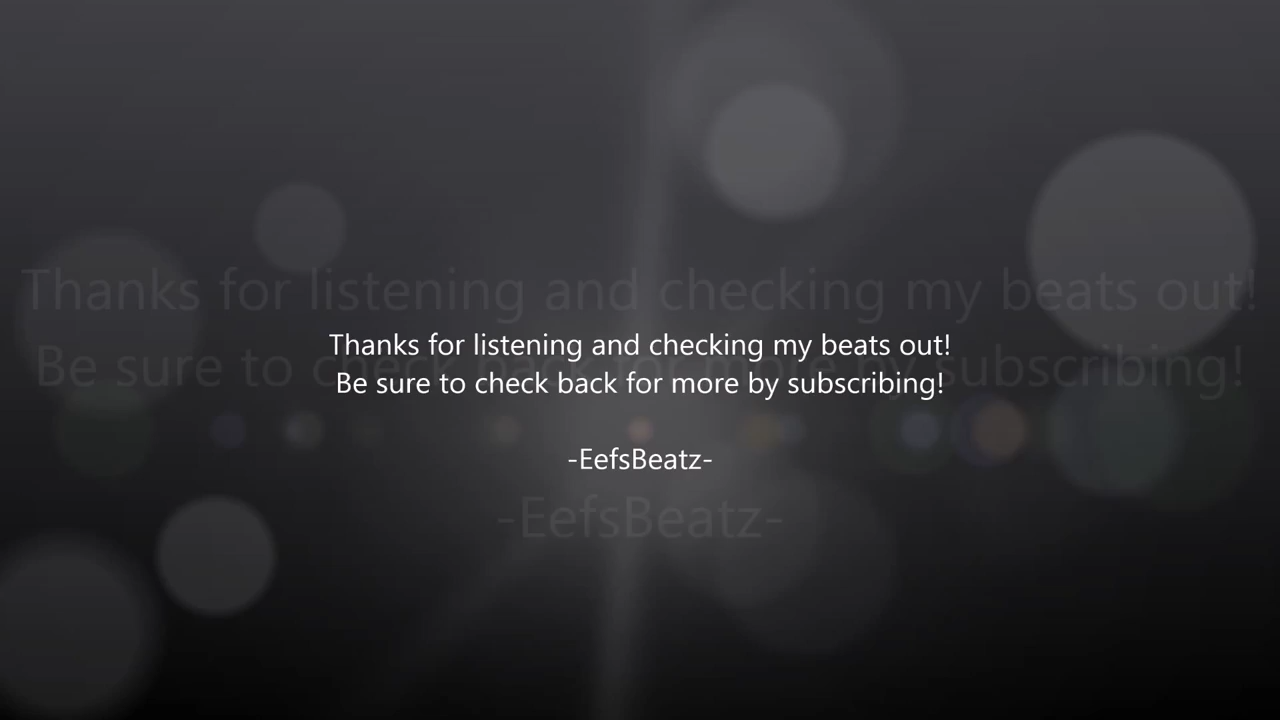 Thanks for listening and checking my beats out!
Be sure to check back for more by subscribing!
-EefsBeatz-